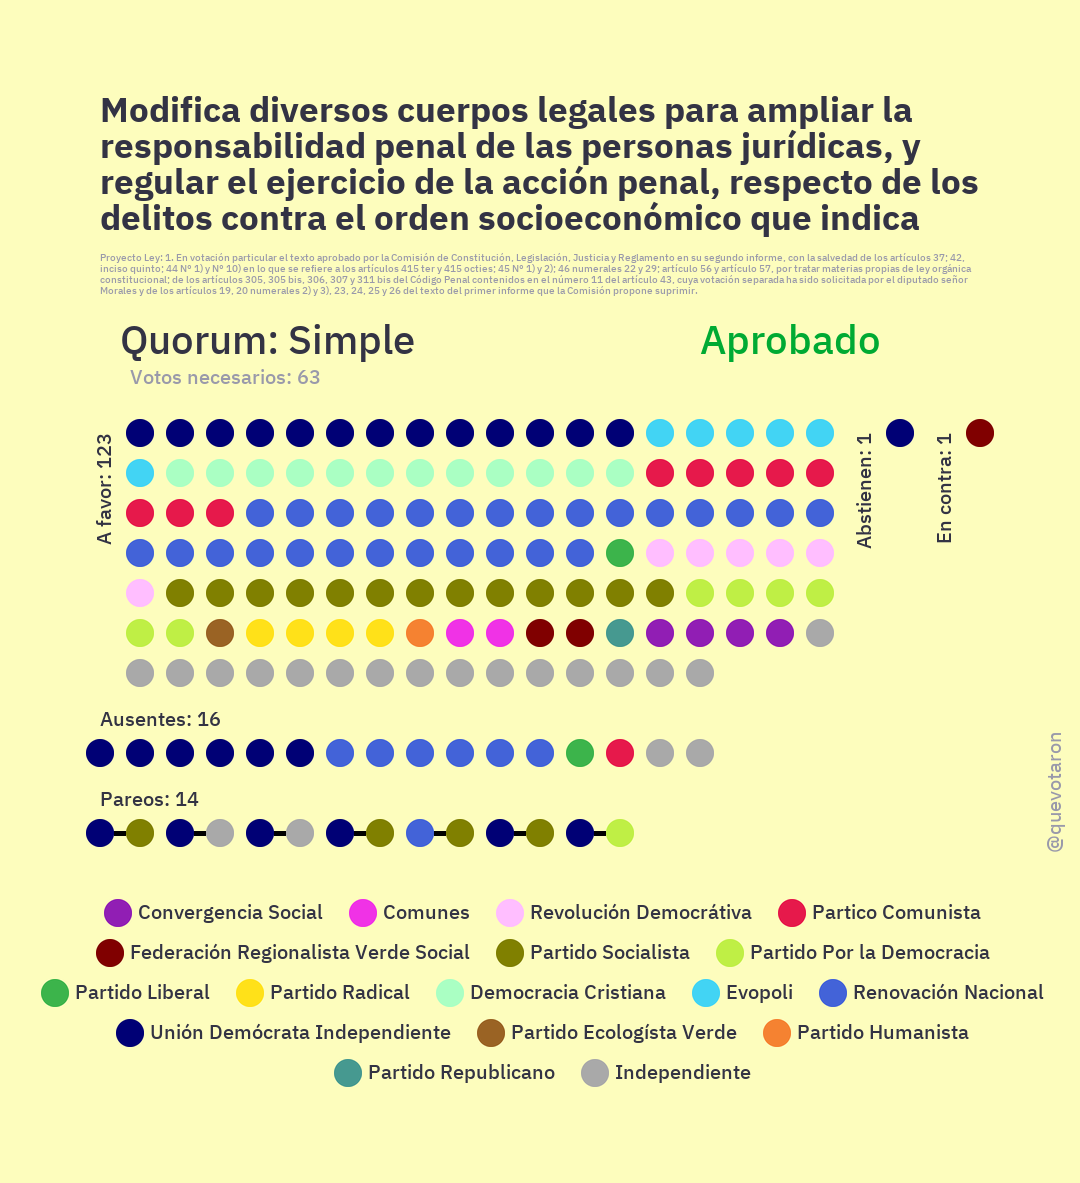 Modifica diversos cuerpos legales para ampliar la
responsabilidad penal de las personas jurídicas, y
regular el ejercicio de la acción penal, respecto de los
delitos contra el orden socioeconómico que indica
Proyecto Ley: 1. En votación particular el texto aprobado por la Comisión de Constitución, Legislación, Justicia y Reglamento en su segundo informe, con la salvedad de los artículos 37; 42,
inciso quinto; 44 N° 1) y N° 10) en lo que se refiere a los artículos 415 ter y 415 octies; 45 N° 1) y 2); 46 numerales 22 y 29; artículo 56 y artículo 57, por tratar materias propias de ley orgánica
constitucional; de los artículos 305, 305 bis, 306, 307 y 311 bis del Código Penal contenidos en el número 11 del artículo 43, cuya votación separada ha sido solicitada por el diputado señor
Morales y de los artículos 19, 20 numerales 2) y 3), 23, 24, 25 y 26 del texto del primer informe que la Comisión propone suprimir.
Quorum: Simple
Aprobado
Votos necesarios: 63
A favor: 123
Abstienen: 1
En contra: 1
Ausentes: 16
Pareos: 14
@quevotaron
Convergencia Social
Comunes
Revolución Democrátiva
Partico Comunista
Federación Regionalista Verde Social
Partido Socialista
Partido Por la Democracia
Partido Liberal
Partido Radical
Democracia Cristiana
Evopoli
Renovación Nacional
Unión Demócrata Independiente
Partido Ecologísta Verde
Partido Humanista
Partido Republicano
Independiente